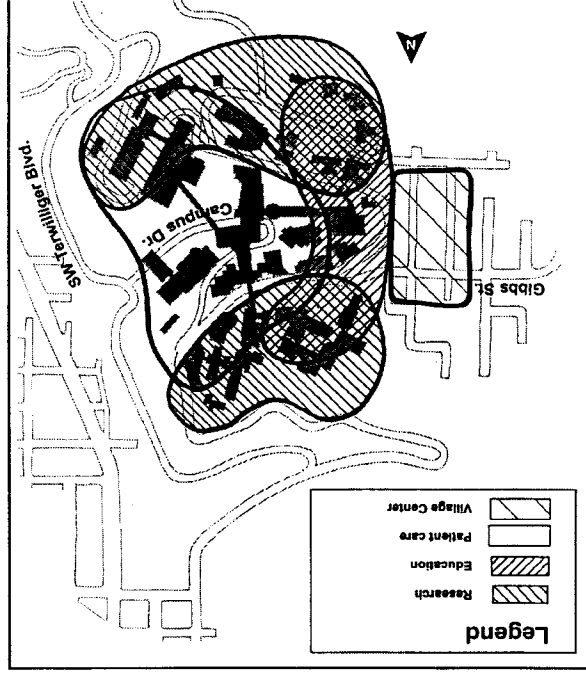 Legend
Research
Education
Patient care
Village Center
Gibbs St.
Campus Dr.
SW Terwilliger Blvd.
N